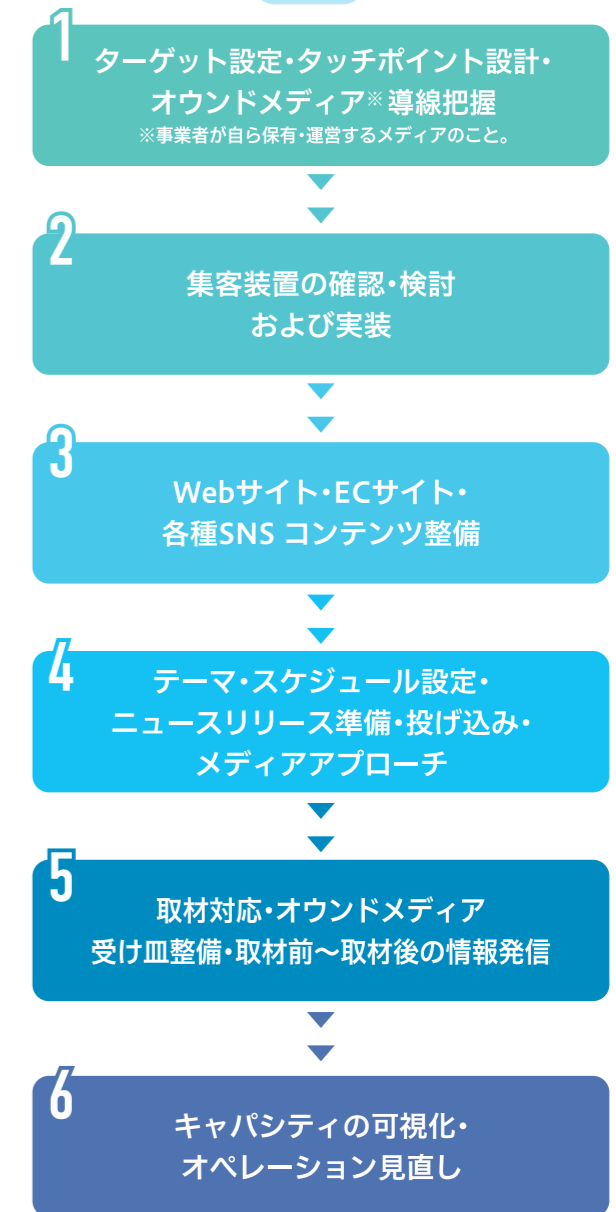 1
ターゲット設定・タッチポイント設計・
オウンドメディア※導線把握
※事業者が自ら保有・運営するメディアのこと。
2
集客装置の確認・検討
および実装
3
Webサイト・ECサイト・
各種SNS コンテンツ整備
4
テーマ・スケジュール設定・
ニュースリリース準備・投げ込み・
メディアアプローチ
5
取材対応・オウンドメディア
受け皿整備・取材前〜取材後の情報発信
6
キャパシティの可視化・
オペレーション見直し